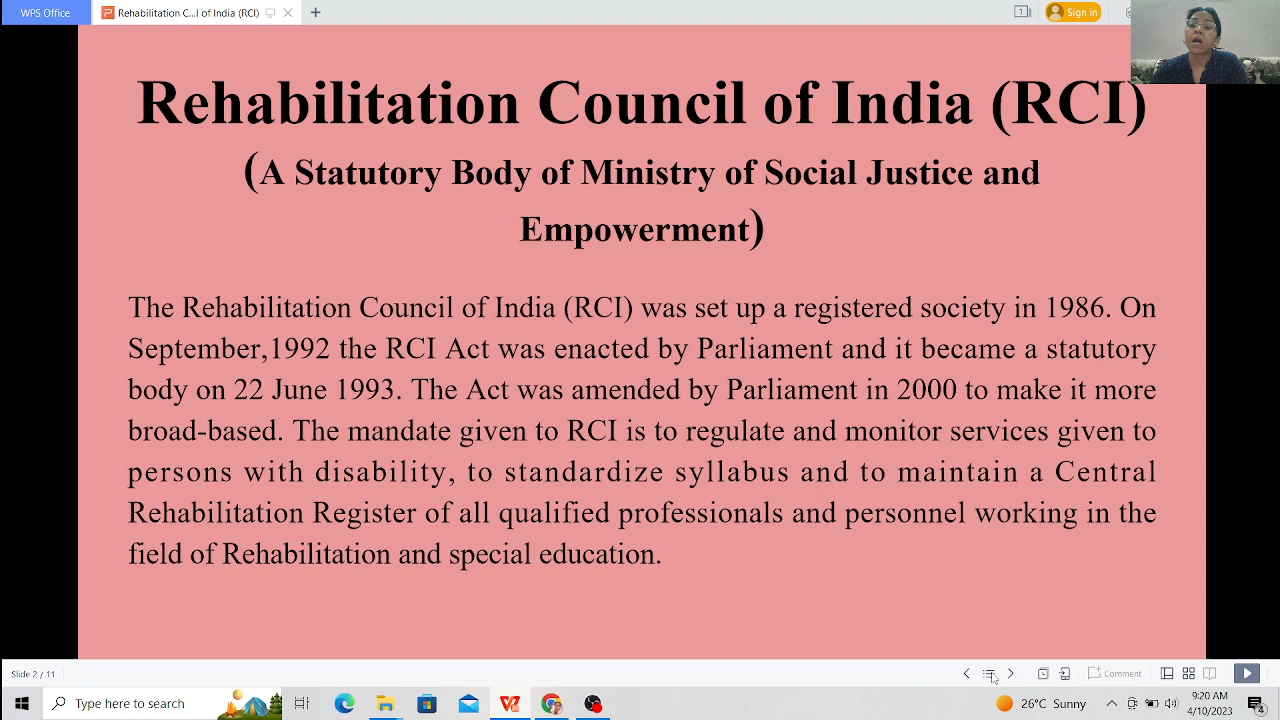 WPS Office
Rehabilitation C...l of India (RCI)
1
Sign in
Rehabilitation Council of India (RCI)
(A Statutory Body of Ministry of Social Justice and
Empowerment)
The Rehabilitation Council of India (RCI) was set up a registered society in 1986. On
September,1992 the RCI Act was enacted by Parliament and it became a statutory
body on 22 June 1993. The Act was amended by Parliament in 2000 to make it more
broad-based. The mandate given to RCI is to regulate and monitor services given to
persons with disability, to standardize syllabus and to maintain a Central
Rehabilitation Register of all qualified professionals and personnel working in the
field of Rehabilitation and special education.
Slide 2 / 11
Comment
Type here to search
26°C Sunny
9:20 AM
4/10/2023
4